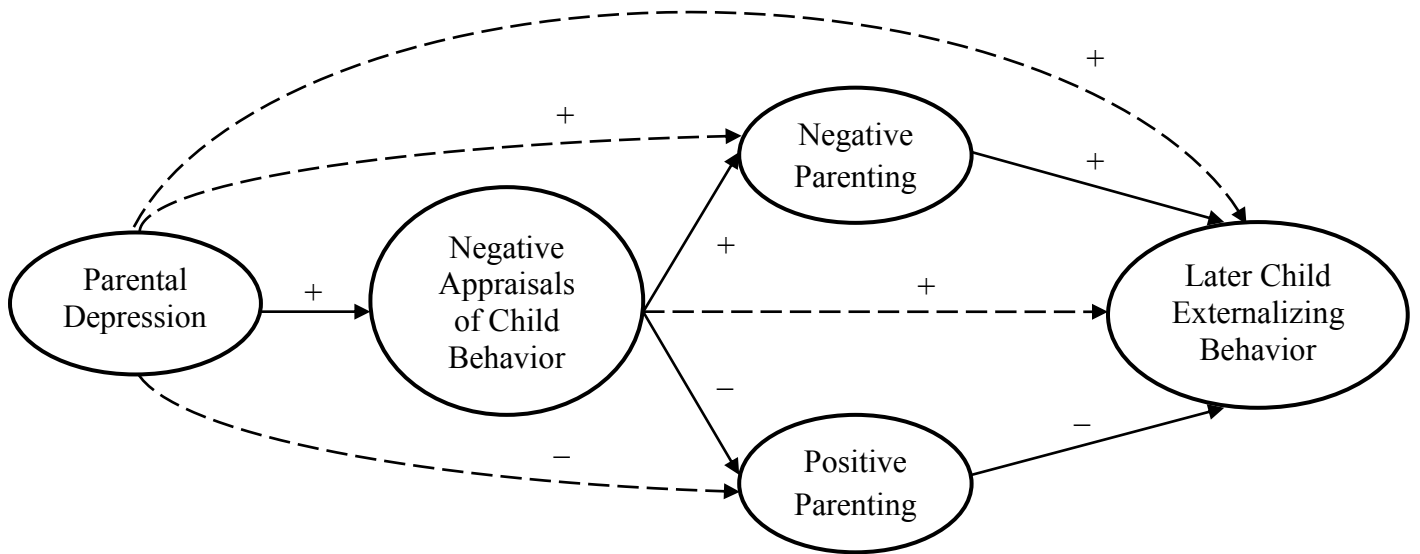 +
+
Negative
Parenting
+
Parental
Depression
+
Negative
Appraisals
of Child
Behavior
+
+
Later Child
Externalizing
Behavior
–
–
–
Positive
Parenting